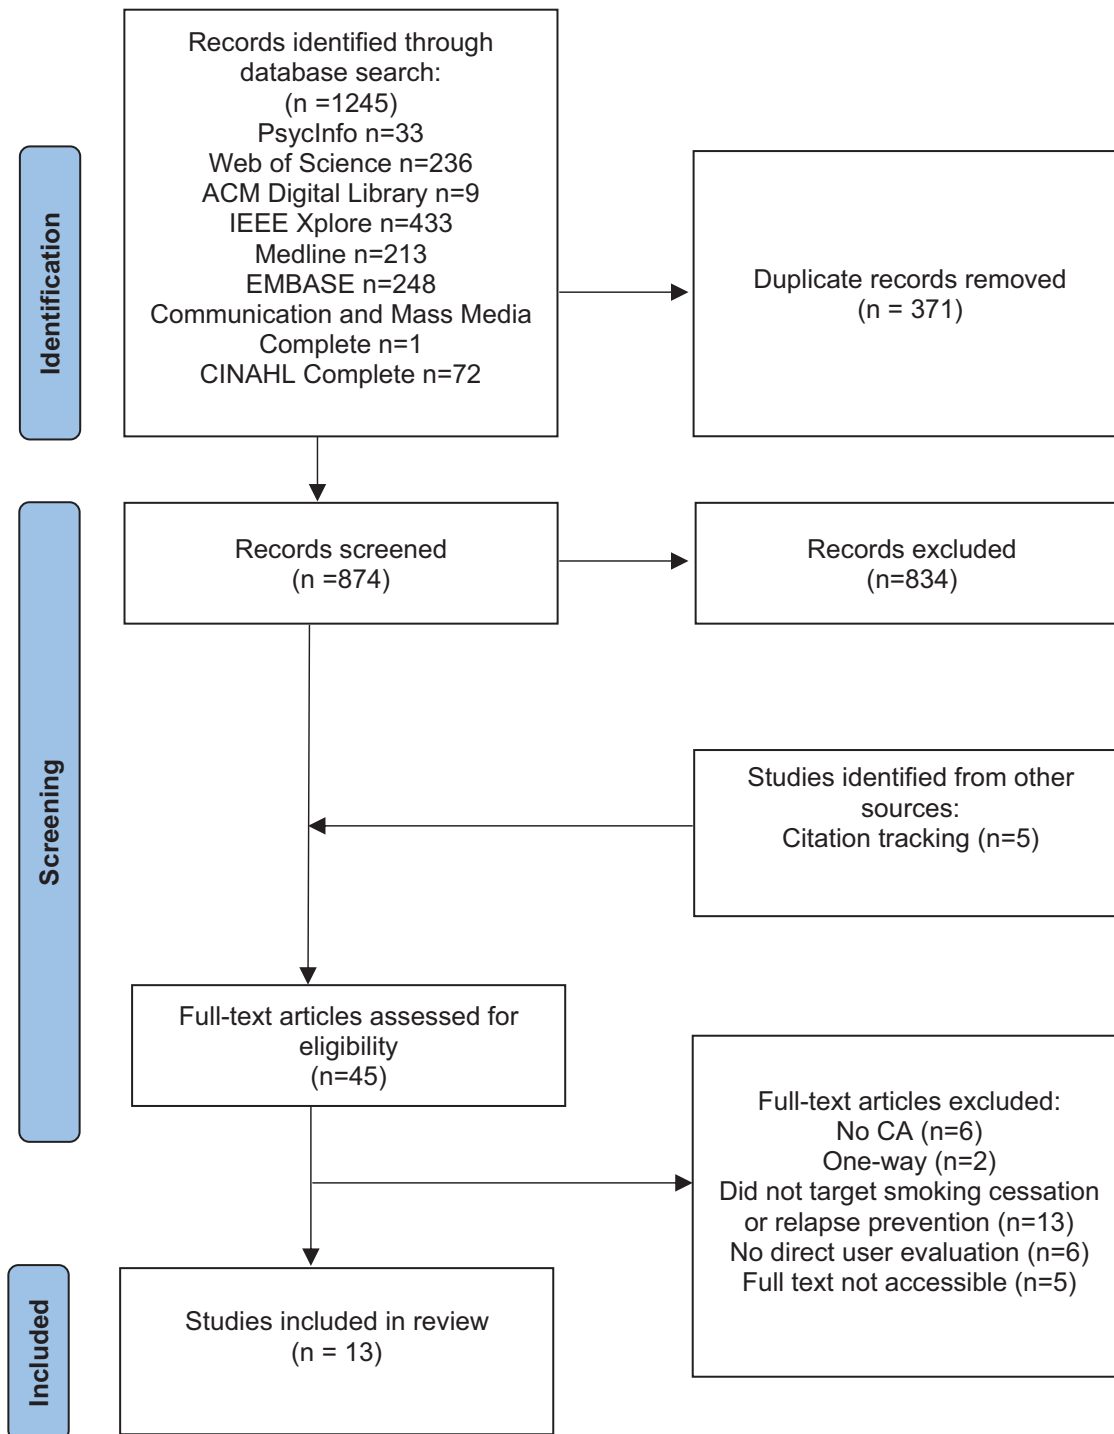 Identification
Records identified through
database search:
(n =1245)
PsycInfo n=33
Web of Science n=236
ACM Digital Library n=9
IEEE Xplore n=433
Medline n=213
EMBASE n=248
Communication and Mass Media
Complete n=1
CINAHL Complete n=72
Duplicate records removed
(n = 371)
Screening
Records screened
(n =874)
Records excluded
(n=834)
Studies identified from other
sources:
Citation tracking (n=5)
Full-text articles assessed for
eligibility
(n=45)
Full-text articles excluded:
No CA (n=6)
One-way (n=2)
Did not target smoking cessation
or relapse prevention (n=13)
No direct user evaluation (n=6)
Full text not accessible (n=5)
Included
Studies included in review
(n = 13)